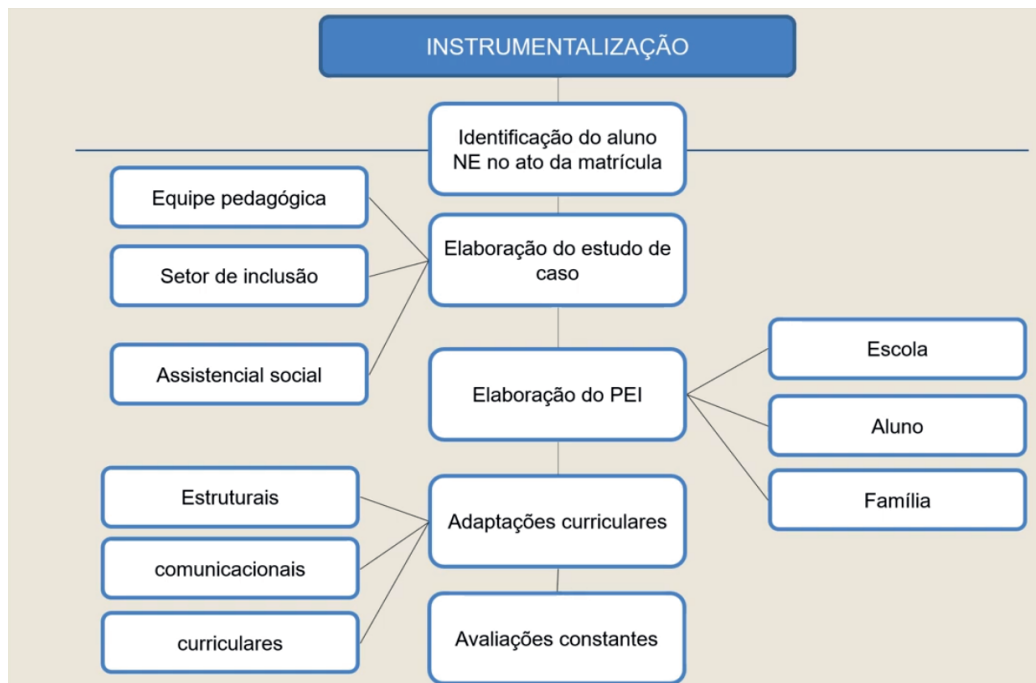 INSTRUMENTALIZAÇÃO
Identificação do aluno
NE no ato da matrícula
Equipe pedagógica
Setor de inclusão
Assistencial social
Elaboração do estudo de
caso
Elaboração do PEI
Escola
Aluno
Família
Estruturais
comunicacionais
curriculares
Adaptações curriculares
Avaliações constantes